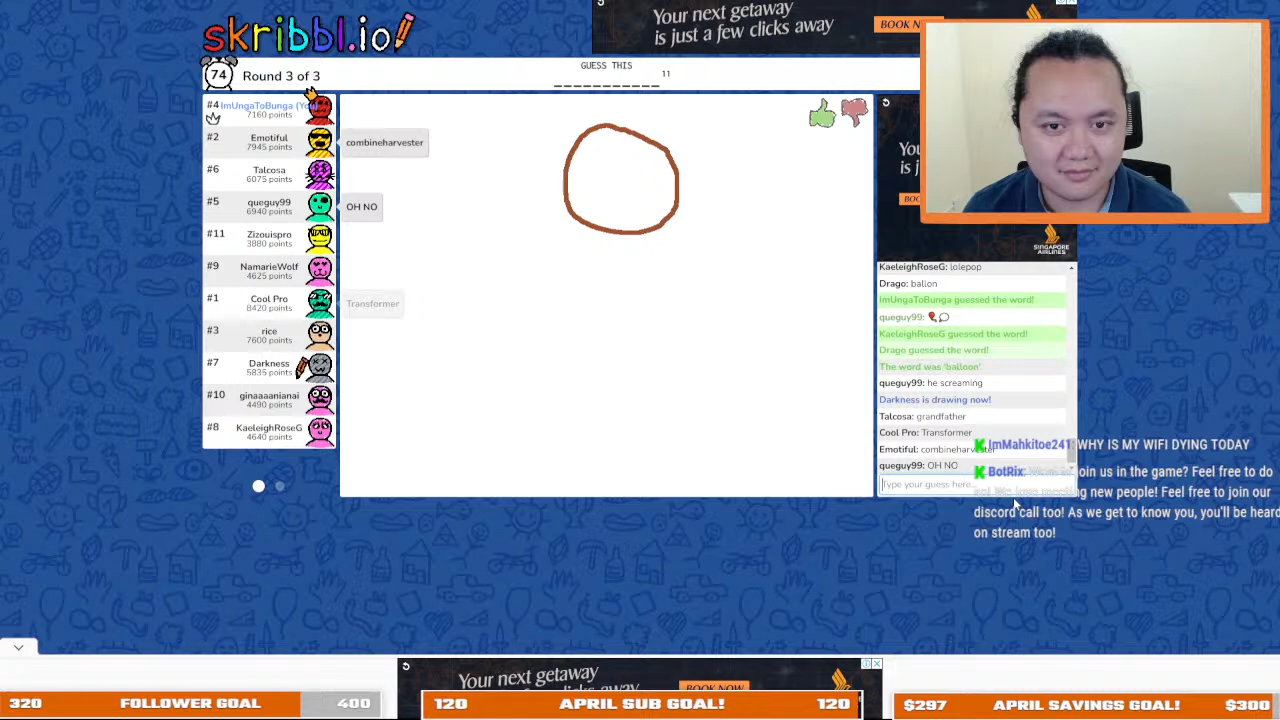 skribbl.io
Your next getaway
is just a few clicks away
74
Round 3 of 3
GUESS THIS
___________
11
#4 ImUngaToBunga
7160 points
#2 Emotiful
7945 points
combineharvester
#6 Talcosa
6075 points
#5 queguy99
6940 points
OH NO
#11 Zizouispro
3880 points
#9 NamarieWolf
4625 points
#1 Cool Pro
8420 points
Transformer
#3 rice
7600 points
#7 Darkness
5835 points
#10 ginaaaanianai
4490 points
#8 KaeleighRoseG
4640 points
SINGAPORE
AIRLINES
KaeleighRoseG: lolepop
Drago: ballon
ImUngaToBunga guessed the word!
queguy99: 🎈💭
KaeleighRoseG guessed the word!
Drago guessed the word!
The word was 'balloon'
queguy99: he screaming
Darkness is drawing now!
Talcosa: grandfather
Cool Pro: Transformer
Emotiful: combineharvester
queguy99: OH NO
Type your guess here...
ImMahkitoe241: WHY IS MY WIFI DYING TODAY
BotRix: join us in the game? Feel free to do
new people! Feel free to join our
discord call too! As we get to know you, you'll be heard
on stream too!
Your next getaway
BOOK NOW
320 FOLLOWER GOAL 400
120 APRIL SUB GOAL! 120
$297 APRIL SAVINGS GOAL! $300